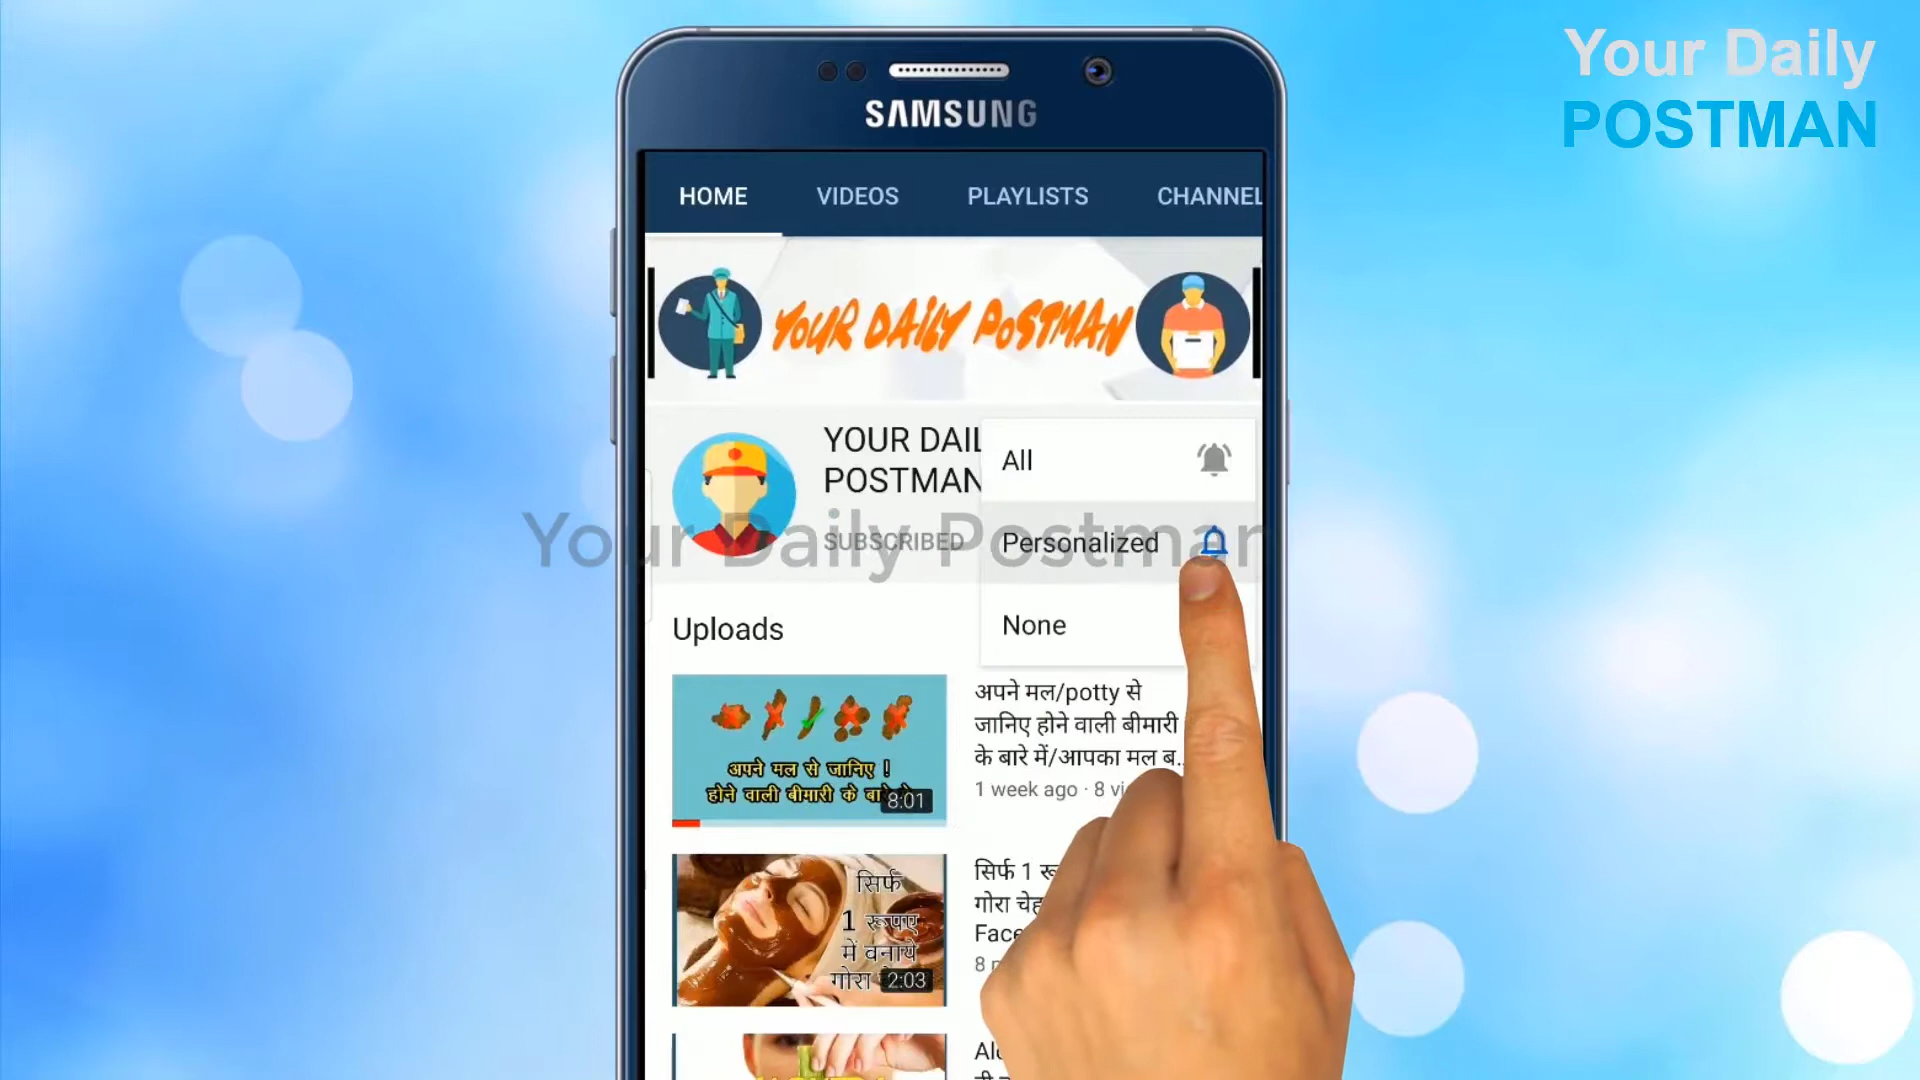 Your Daily
POSTMAN
SAMSUNG
HOME VIDEOS PLAYLISTS CHANNEL
YOUR DAILY POSTMAN
YOUR DAIL
POSTMAN
SUBSCRIBED
All
Personalized
None
Your Daily Postman
Uploads
अपने मल से जानिए !
होने वाली बीमारी के
8:01
अपने मल/potty से
जानिए होने वाली बीमारी
के बारे में/आपका मल ब..
1 week ago · 8
सिर्फ
1 रूपए
में वनाये
गोरा
2:03
सिर्फ 1
गोरा
Face
8